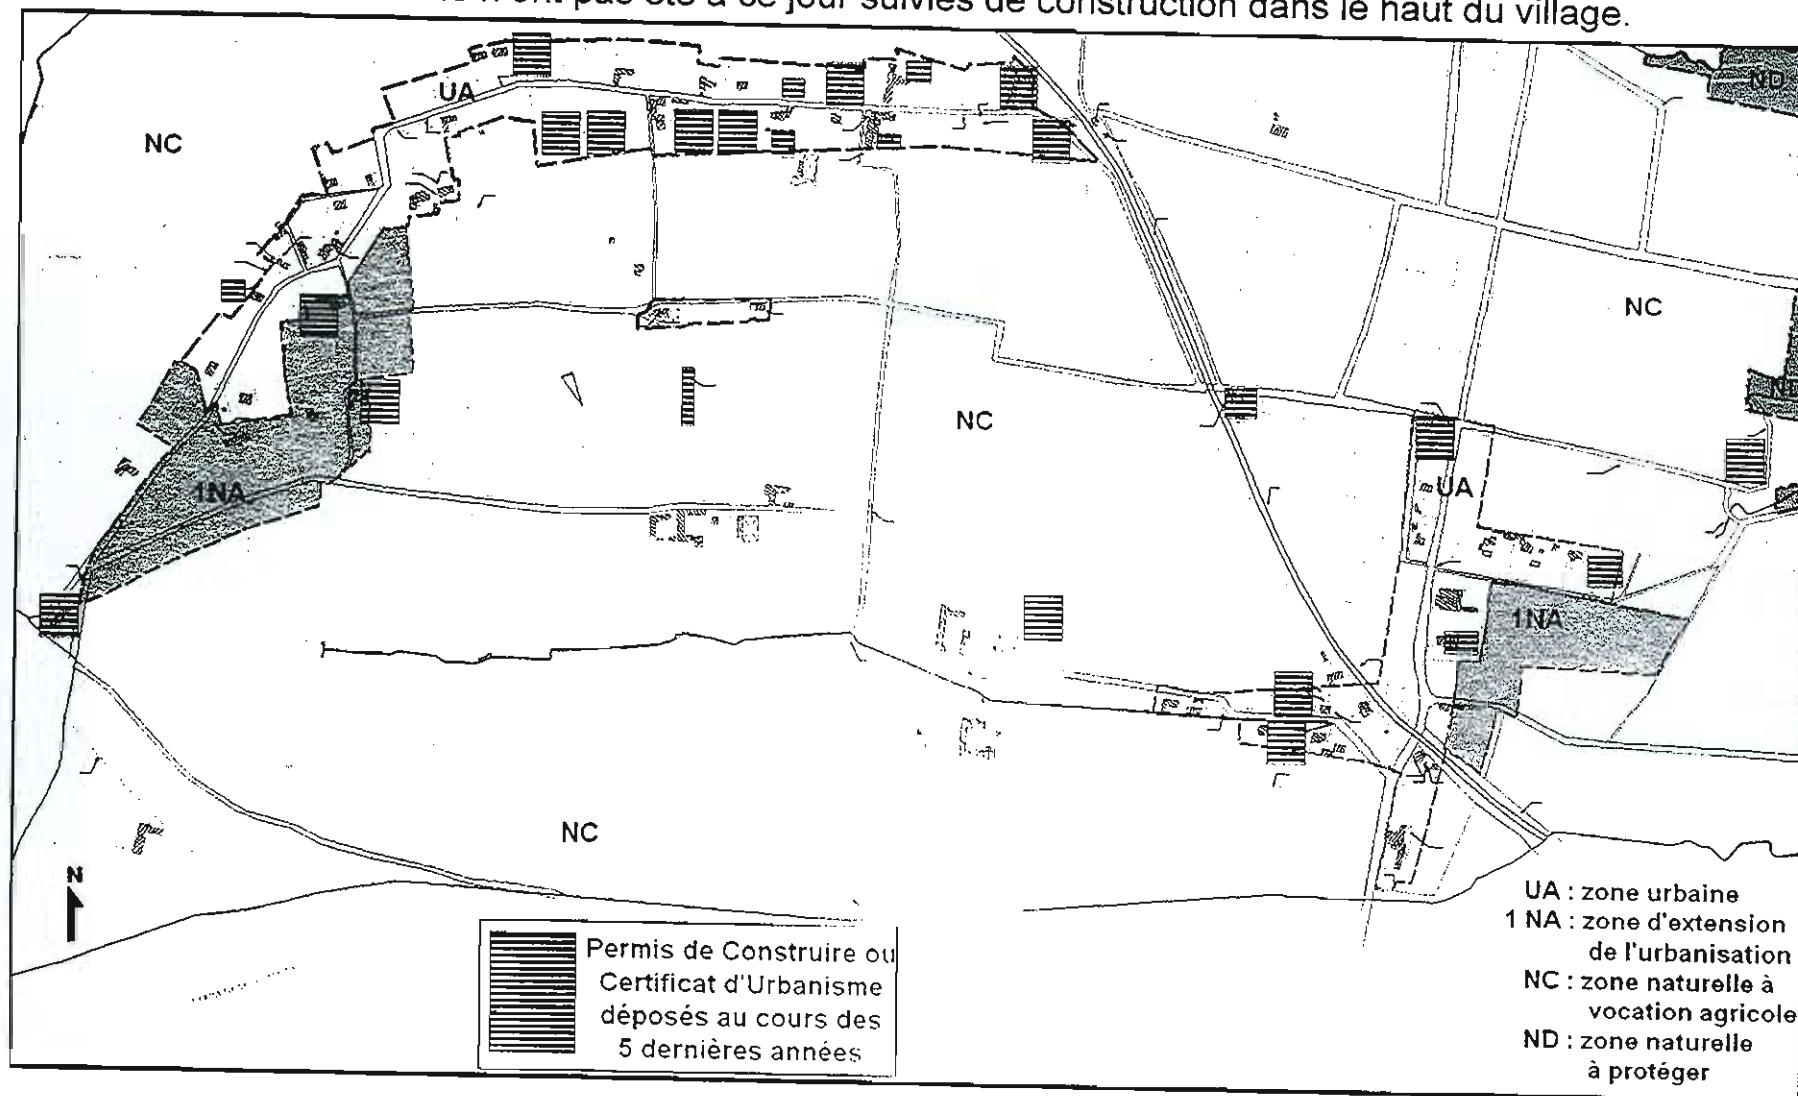 pas été à ce jour suivies de construction dans le haut du village.
UA
ND
NC
NC
NC
UA
1NA
1NA
NC
N
Permis de Construire ou
Certificat d'Urbanisme
déposés au cours des
5 dernières années
UA : zone urbaine
1 NA : zone d'extension
de l'urbanisation
NC : zone naturelle à
vocation agricole
ND : zone naturelle
à protéger